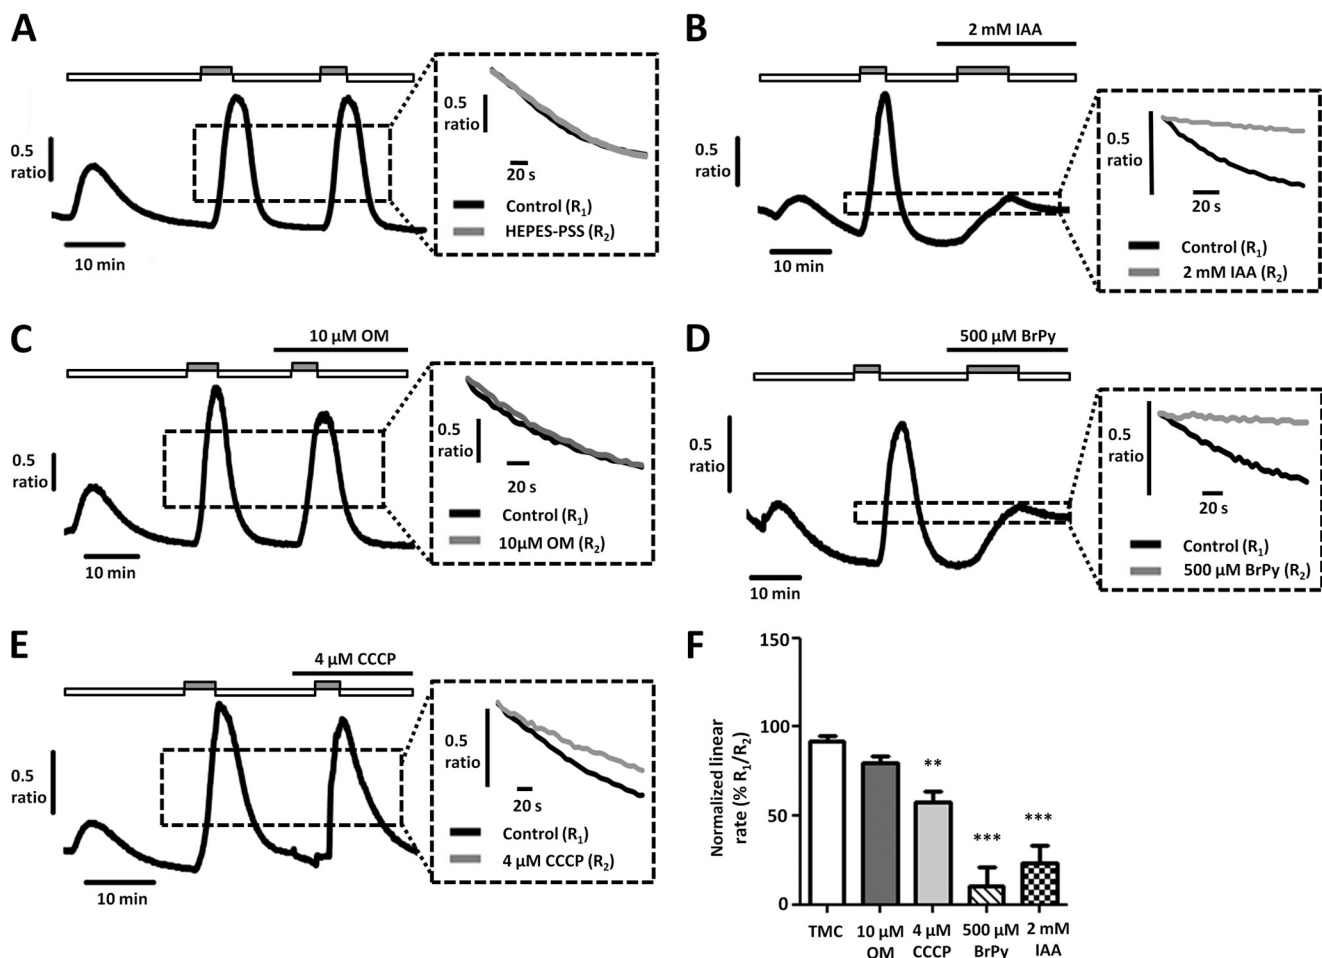 A
0.5
ratio
10 min
0.5
ratio
20 s
Control (R1)
HEPES-PSS (R2)
B
2 mM IAA
0.5
ratio
10 min
0.5
ratio
20 s
Control (R1)
2 mM IAA (R2)
C
10 µM OM
0.5
ratio
10 min
0.5
ratio
20 s
Control (R1)
10µM OM (R2)
D
500 µM BrPy
0.5
ratio
10 min
0.5
ratio
20 s
Control (R1)
500 µM BrPy (R2)
E
4 µM CCCP
0.5
ratio
10 min
0.5
ratio
20 s
Control (R1)
4 µM CCCP (R2)
F
Normalized linear
rate (% R1/R2)
150
100
50
0
**
***
***
TMC
10 µM
OM
4 µM
CCCP
500 µM
BrPy
2 mM
IAA